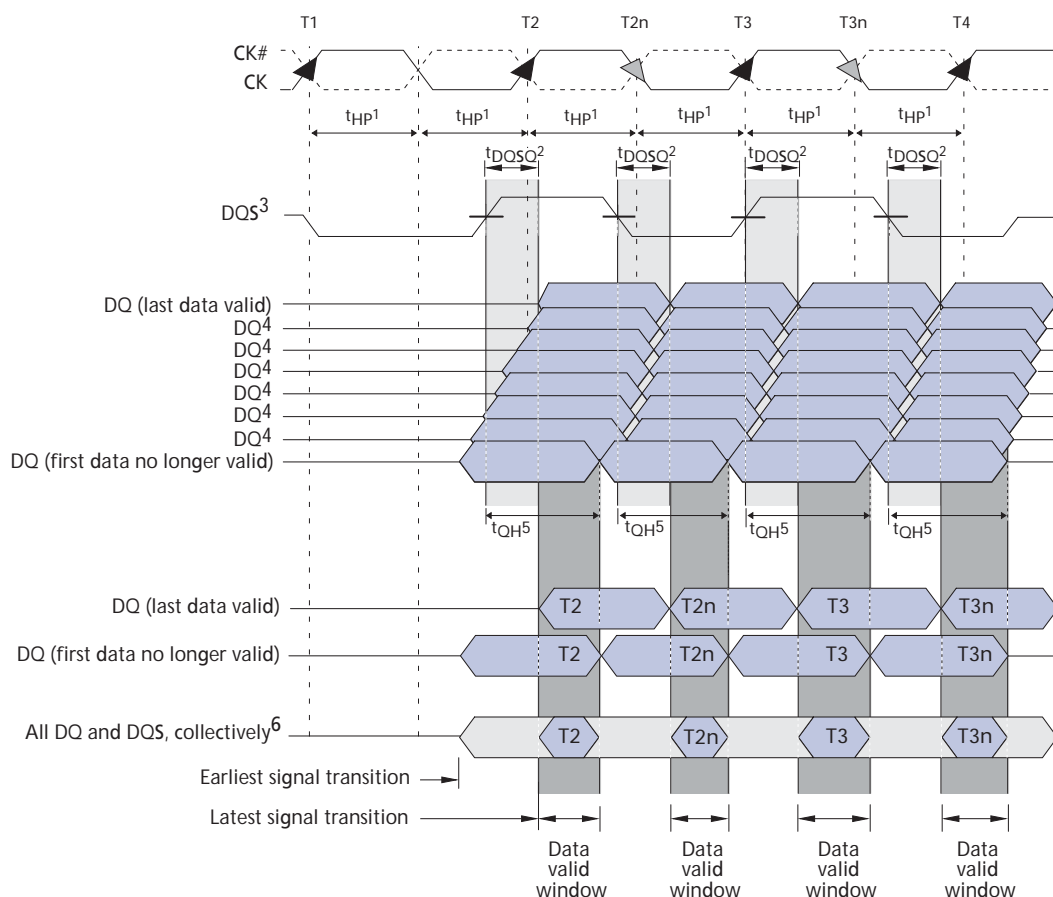 T1 T2 T2n T3 T3n T4
CK#
CK
tHP1 tHP1 tHP1 tHP1 tHP1 tHP1
tDQSQ2 tDQSQ2 tDQSQ2 tDQSQ2
DQS3
DQ (last data valid)
DQ4
DQ4
DQ4
DQ4
DQ4
DQ4
DQ (first data no longer valid)
tQH5 tQH5 tQH5 tQH5
DQ (last data valid) T2 T2n T3 T3n
DQ (first data no longer valid) T2 T2n T3 T3n
All DQ and DQS, collectively6 T2 T2n T3 T3n
Earliest signal transition
Latest signal transition
Data Data Data Data
valid valid valid valid
window window window window